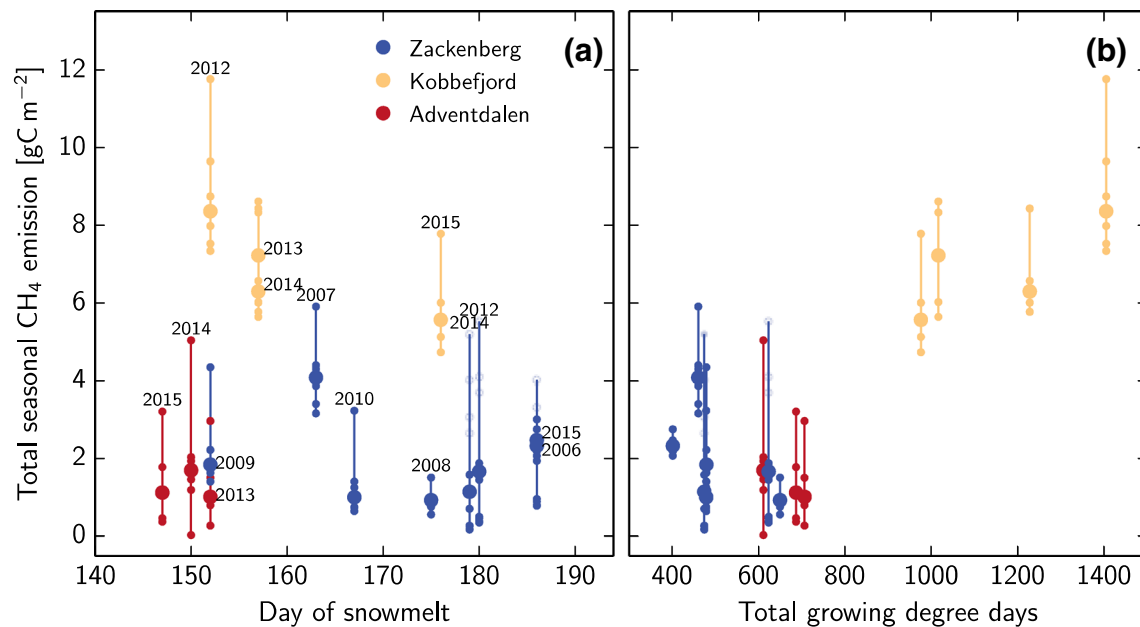 (a)
(b)
Zackenberg
Kobbefjord
Adventdalen
Total seasonal CH₄ emission [gC m⁻²]
12
10
8
6
4
2
0
2012
2013
2014
2007
2015
2012
2014
2014
2015
2010
2009
2013
2008
2015
2006
140 150 160 170 180 190
Day of snowmelt
400 600 800 1000 1200 1400
Total growing degree days